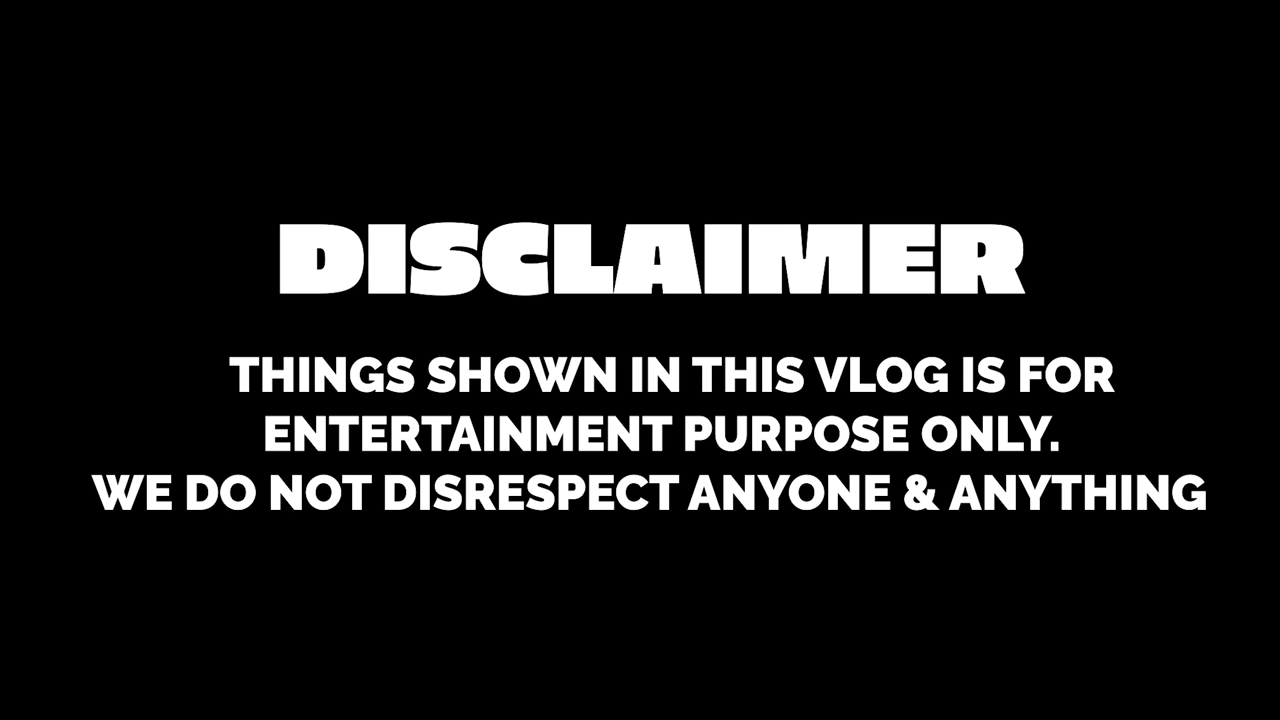 DISCLAIMER
THINGS SHOWN IN THIS VLOG IS FOR
ENTERTAINMENT PURPOSE ONLY.
WE DO NOT DISRESPECT ANYONE & ANYTHING